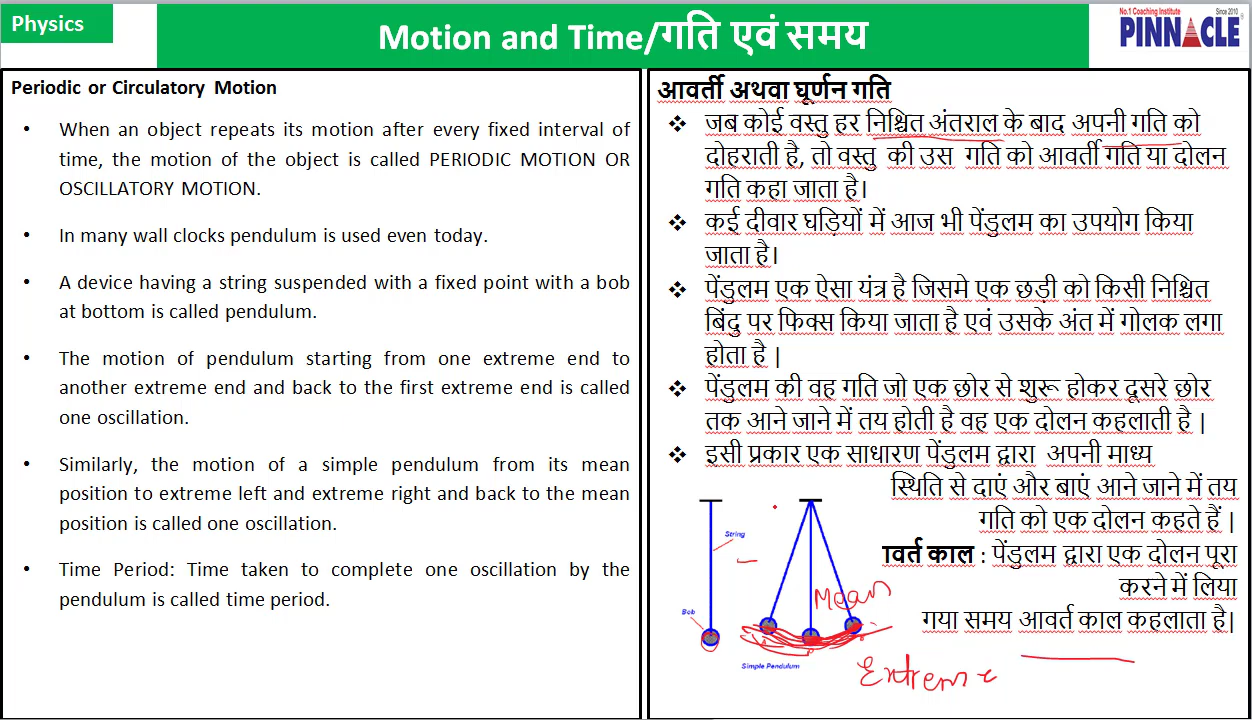 Physics
Motion and Time/गति एवं समय
No.1 Coaching Institute
Since 2010
PINNACLE
Periodic or Circulatory Motion
• When an object repeats its motion after every fixed interval of
time, the motion of the object is called PERIODIC MOTION OR
OSCILLATORY MOTION.
• In many wall clocks pendulum is used even today.
• A device having a string suspended with a fixed point with a bob
at bottom is called pendulum.
• The motion of pendulum starting from one extreme end to
another extreme end and back to the first extreme end is called
one oscillation.
• Similarly, the motion of a simple pendulum from its mean
position to extreme left and extreme right and back to the mean
position is called one oscillation.
• Time Period: Time taken to complete one oscillation by the
pendulum is called time period.
आवर्ती अथवा घूर्णन गति
❖ जब कोई वस्तु हर निश्चित अंतराल के बाद अपनी गति को
दोहराती है, तो वस्तु की उस गति को आवर्ती गति या दोलन
गति कहा जाता है।
❖ कई दीवार घड़ियों में आज भी पेंडुलम का उपयोग किया
जाता है।
❖ पेंडुलम एक ऐसा यंत्र है जिसमे एक छड़ी को किसी निश्चित
बिंदु पर फिक्स किया जाता है एवं उसके अंत में गोलक लगा
होता है |
❖ पेंडुलम की वह गति जो एक छोर से शुरू होकर दूसरे छोर
तक आने जाने में तय होती है वह एक दोलन कहलाती है |
❖ इसी प्रकार एक साधारण पेंडुलम द्वारा अपनी माध्य
स्थिति से दाएं और बाएं आने जाने में तय
गति को एक दोलन कहते हैं |
ावर्त काल : पेंडुलम द्वारा एक दोलन पूरा
करने में लिया
गया समय आवर्त काल कहलाता है।
String
Bob
Mean
Simple Pendulum
Extreme